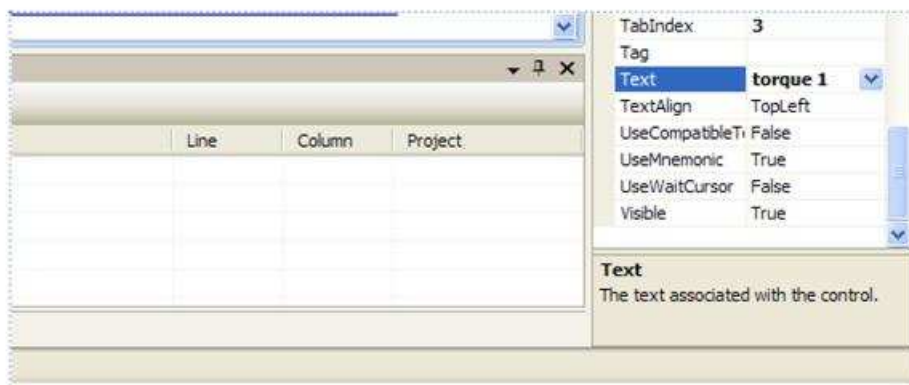 TabIndex 3
Tag
Text torque 1
TextAlign TopLeft
Line Column Project
UseCompatibleT False
UseMnemonic True
UseWaitCursor False
Visible True
Text
The text associated with the control.